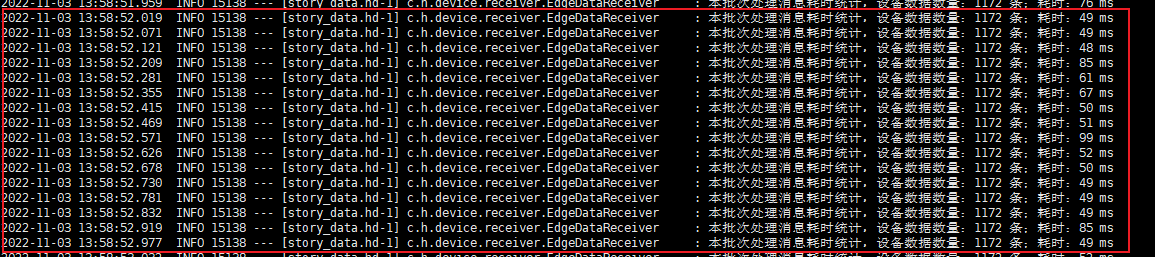 2022-11-03 13:58:51.959  INFO 15138 --- [story_data.hd-1] c.h.device.receiver.EdgeDataReceiver     : 本批次处理消息耗时统计，设备数据数量：1172 条；耗时：76 ms
2022-11-03 13:58:52.019  INFO 15138 --- [story_data.hd-1] c.h.device.receiver.EdgeDataReceiver     : 本批次处理消息耗时统计，设备数据数量：1172 条；耗时：49 ms
2022-11-03 13:58:52.071  INFO 15138 --- [story_data.hd-1] c.h.device.receiver.EdgeDataReceiver     : 本批次处理消息耗时统计，设备数据数量：1172 条；耗时：49 ms
2022-11-03 13:58:52.121  INFO 15138 --- [story_data.hd-1] c.h.device.receiver.EdgeDataReceiver     : 本批次处理消息耗时统计，设备数据数量：1172 条；耗时：48 ms
2022-11-03 13:58:52.209  INFO 15138 --- [story_data.hd-1] c.h.device.receiver.EdgeDataReceiver     : 本批次处理消息耗时统计，设备数据数量：1172 条；耗时：85 ms
2022-11-03 13:58:52.281  INFO 15138 --- [story_data.hd-1] c.h.device.receiver.EdgeDataReceiver     : 本批次处理消息耗时统计，设备数据数量：1172 条；耗时：61 ms
2022-11-03 13:58:52.355  INFO 15138 --- [story_data.hd-1] c.h.device.receiver.EdgeDataReceiver     : 本批次处理消息耗时统计，设备数据数量：1172 条；耗时：67 ms
2022-11-03 13:58:52.415  INFO 15138 --- [story_data.hd-1] c.h.device.receiver.EdgeDataReceiver     : 本批次处理消息耗时统计，设备数据数量：1172 条；耗时：50 ms
2022-11-03 13:58:52.469  INFO 15138 --- [story_data.hd-1] c.h.device.receiver.EdgeDataReceiver     : 本批次处理消息耗时统计，设备数据数量：1172 条；耗时：51 ms
2022-11-03 13:58:52.571  INFO 15138 --- [story_data.hd-1] c.h.device.receiver.EdgeDataReceiver     : 本批次处理消息耗时统计，设备数据数量：1172 条；耗时：99 ms
2022-11-03 13:58:52.626  INFO 15138 --- [story_data.hd-1] c.h.device.receiver.EdgeDataReceiver     : 本批次处理消息耗时统计，设备数据数量：1172 条；耗时：52 ms
2022-11-03 13:58:52.678  INFO 15138 --- [story_data.hd-1] c.h.device.receiver.EdgeDataReceiver     : 本批次处理消息耗时统计，设备数据数量：1172 条；耗时：50 ms
2022-11-03 13:58:52.730  INFO 15138 --- [story_data.hd-1] c.h.device.receiver.EdgeDataReceiver     : 本批次处理消息耗时统计，设备数据数量：1172 条；耗时：49 ms
2022-11-03 13:58:52.781  INFO 15138 --- [story_data.hd-1] c.h.device.receiver.EdgeDataReceiver     : 本批次处理消息耗时统计，设备数据数量：1172 条；耗时：49 ms
2022-11-03 13:58:52.832  INFO 15138 --- [story_data.hd-1] c.h.device.receiver.EdgeDataReceiver     : 本批次处理消息耗时统计，设备数据数量：1172 条；耗时：49 ms
2022-11-03 13:58:52.919  INFO 15138 --- [story_data.hd-1] c.h.device.receiver.EdgeDataReceiver     : 本批次处理消息耗时统计，设备数据数量：1172 条；耗时：85 ms
2022-11-03 13:58:52.977  INFO 15138 --- [story_data.hd-1] c.h.device.receiver.EdgeDataReceiver     : 本批次处理消息耗时统计，设备数据数量：1172 条；耗时：49 ms